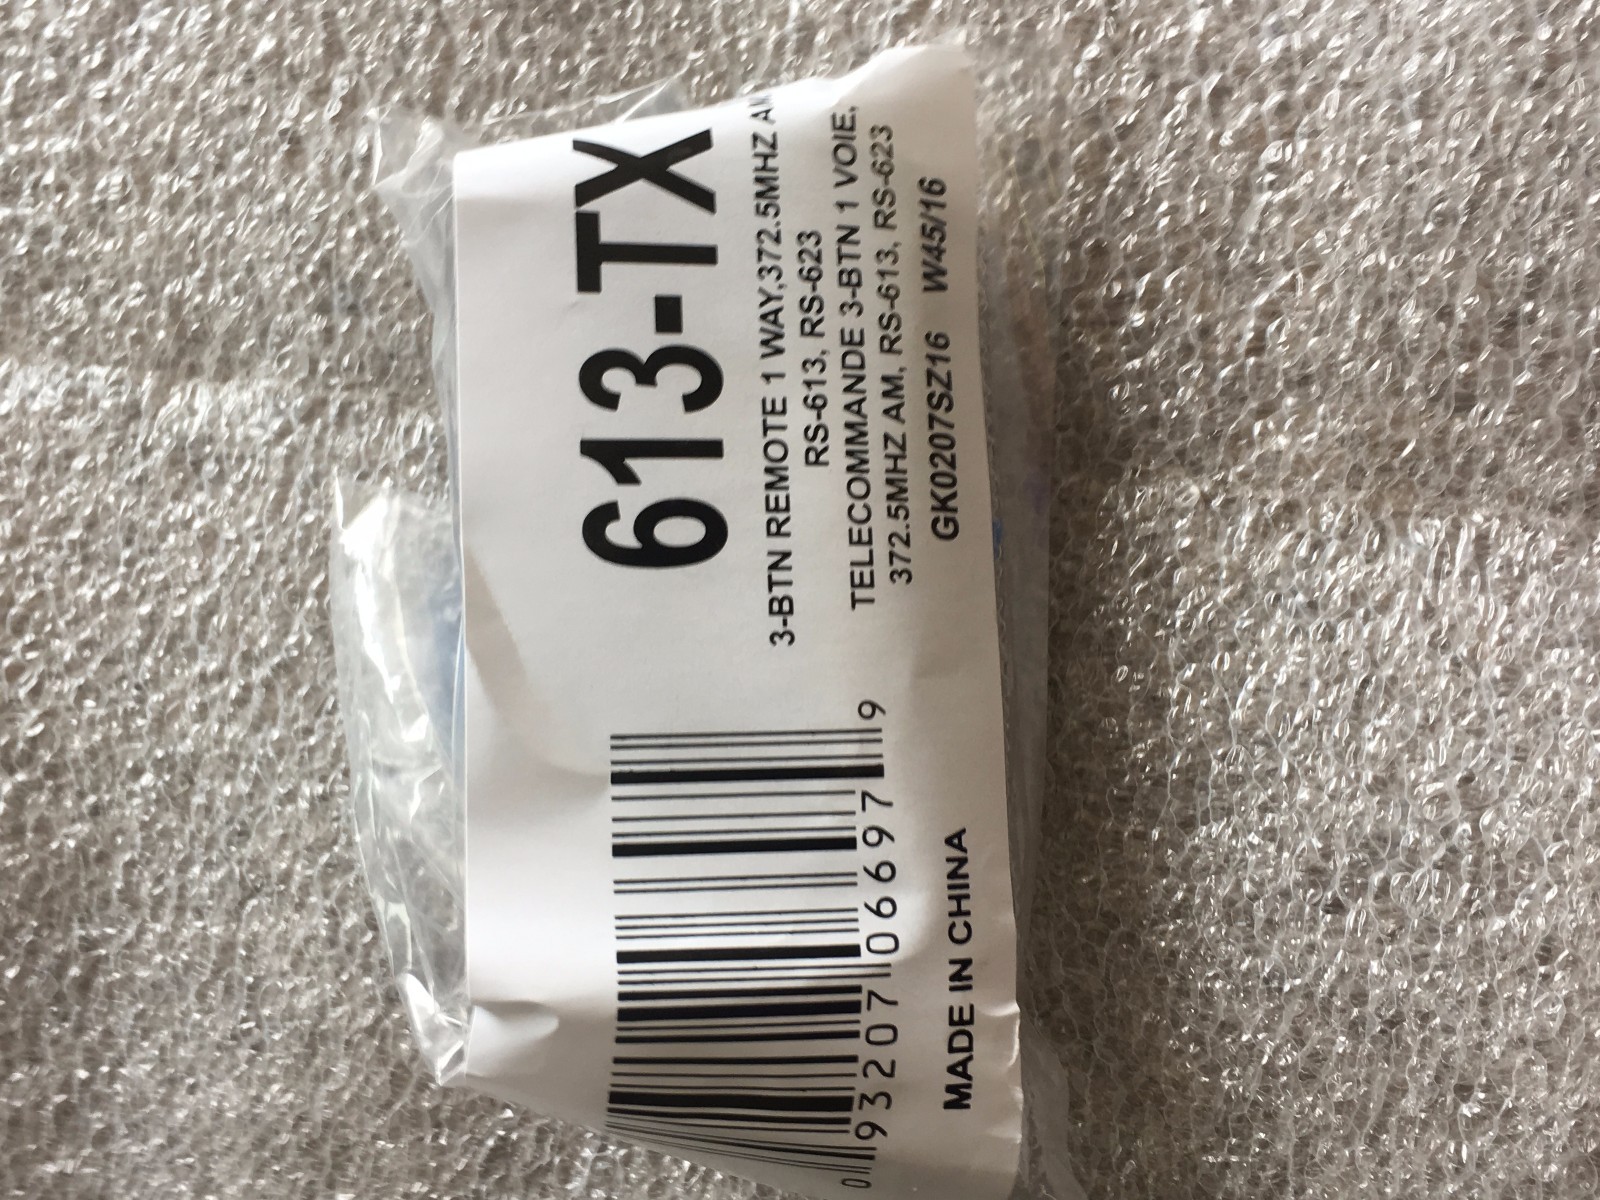 613-TX
3-BTN REMOTE 1 WAY,372.5MHZ AM
RS-613, RS-623
TELECOMMANDE 3-BTN 1 VOIE,
372.5MHZ AM, RS-613, RS-623
GK0207SZ16 W45/16
0 93207 06697 9
MADE IN CHINA